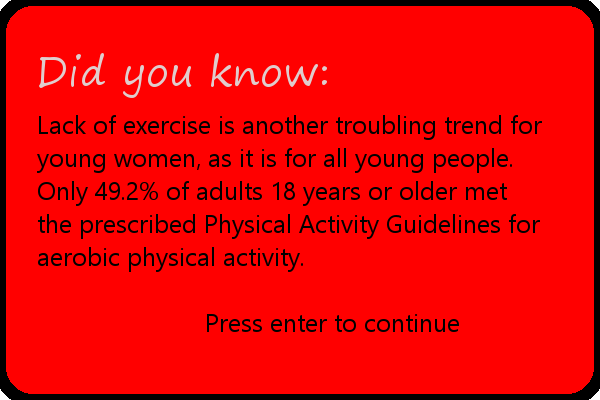 Did you know:
Lack of exercise is another troubling trend for
young women, as it is for all young people.
Only 49.2% of adults 18 years or older met
the prescribed Physical Activity Guidelines for
aerobic physical activity.
Press enter to continue